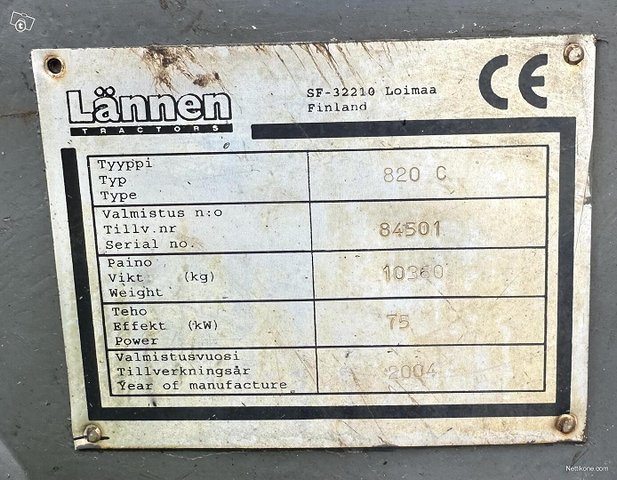 Lännen
TRACTORS
SF-32210 Loimaa
Finland
CE
Tyyppi
Typ
Type
820 C
Valmistus n:o
Tillv.nr
Serial no.
84501
Paino
Vikt (kg)
Weight
10360
Teho
Effekt (kW)
Power
75
Valmistusvuosi
Tillverkningsår
Year of manufacture
2004
Nettikone.com